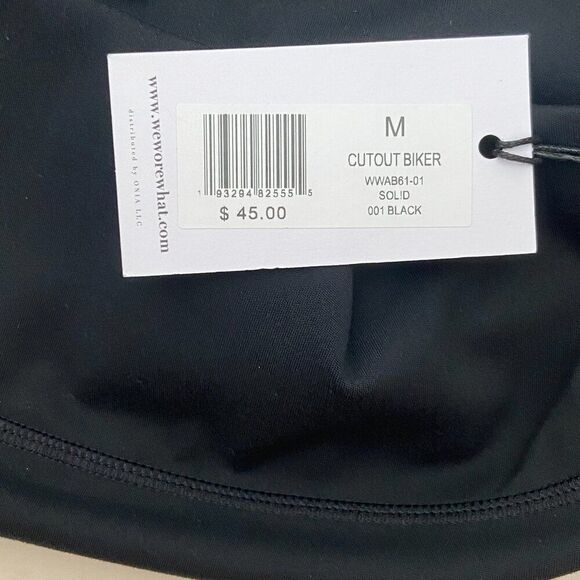 www.weworewhat.com
distributed by ONIA LLC
1 93294 82555 5
$ 45.00
M
CUTOUT BIKER
WWAB61-01
SOLID
001 BLACK